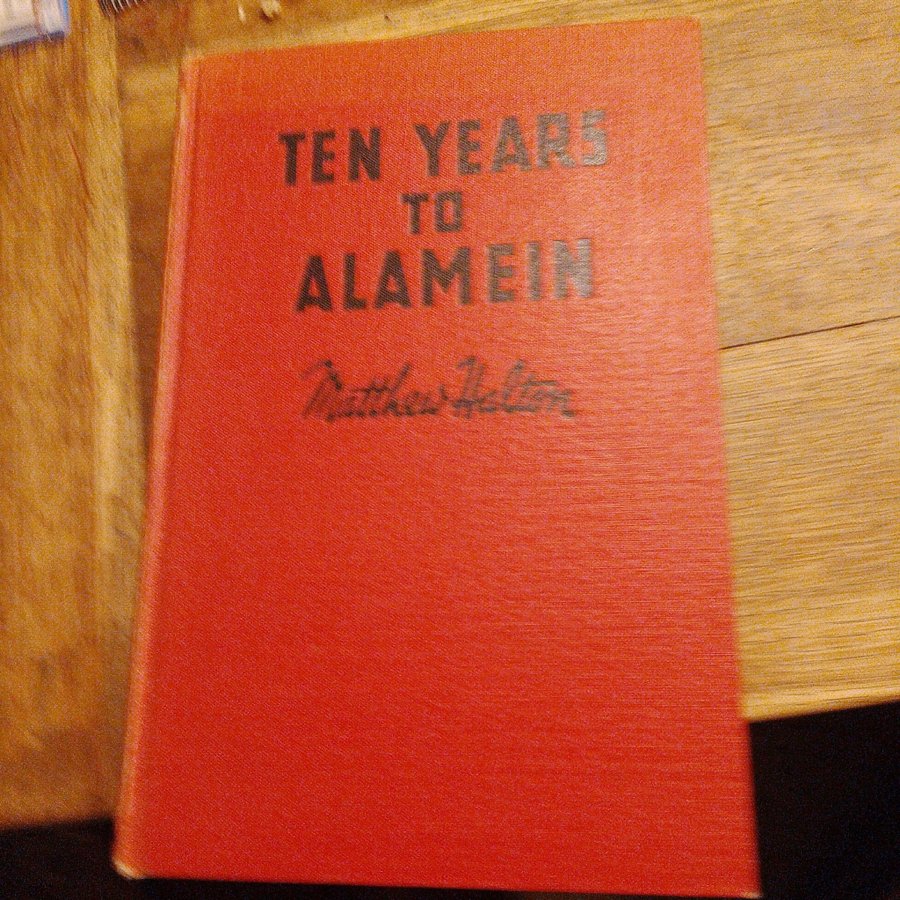 TEN YEARS
TO
ALAMEIN
Matthew Halton